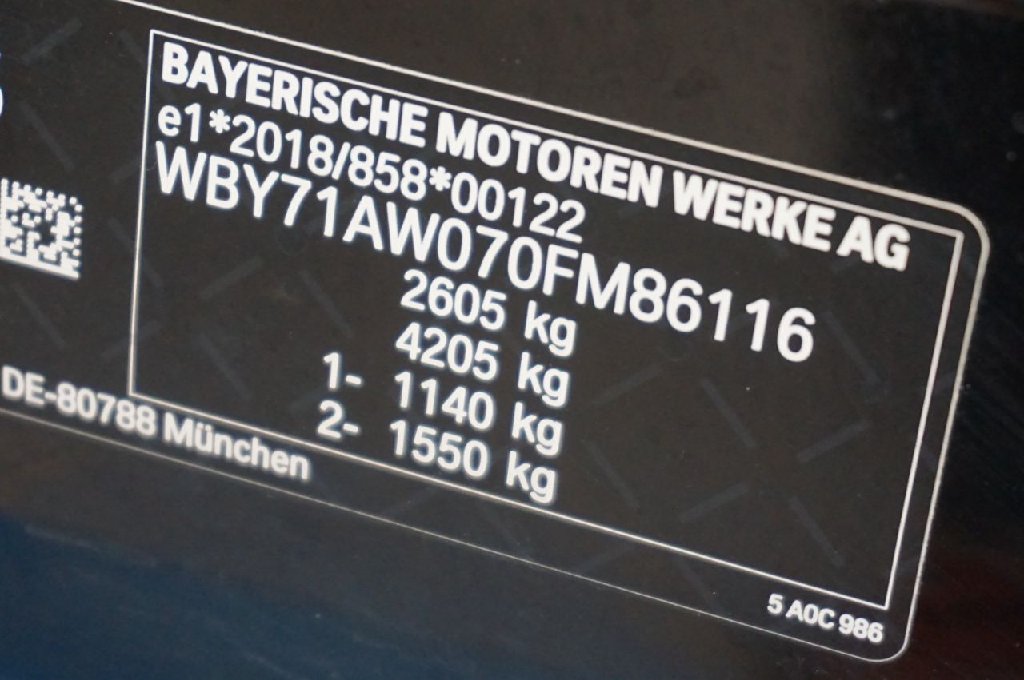 BAYERISCHE MOTOREN WERKE AG
e1*2018/858*00122
WBY71AW070FM86116
2605 kg
4205 kg
1- 1140 kg
2- 1550 kg
DE-80788 München
5 A0C 986